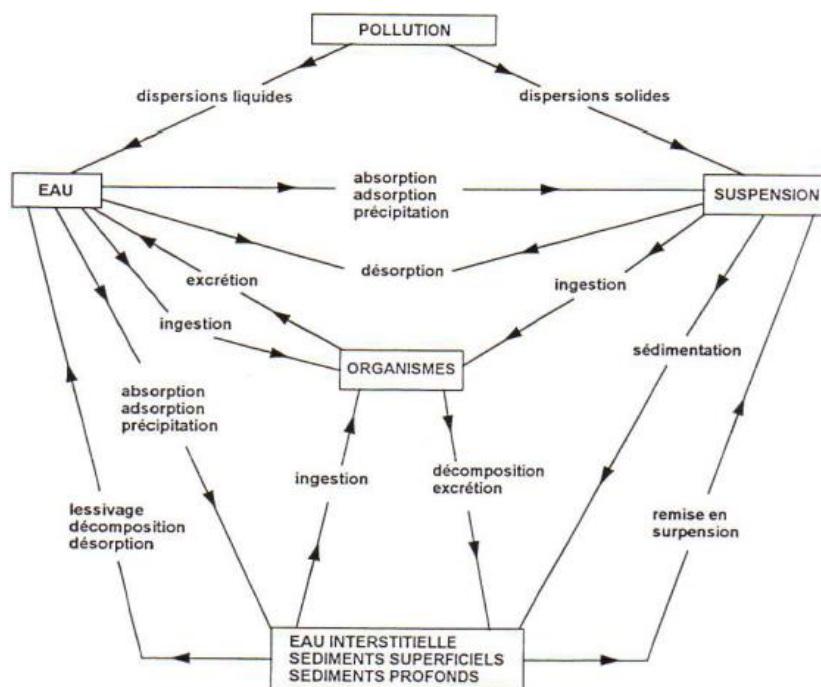 POLLUTION
dispersions liquides
dispersions solides
EAU
absorption
adsorption
précipitation
SUSPENSION
désorption
excrétion
ingestion
ingestion
ORGANISMES
sédimentation
absorption
adsorption
précipitation
ingestion
décomposition
excrétion
lessivage
décomposition
désorption
remise en
surpension
EAU INTERSTITIELLE
SEDIMENTS SUPERFICIELS
SEDIMENTS PROFONDS